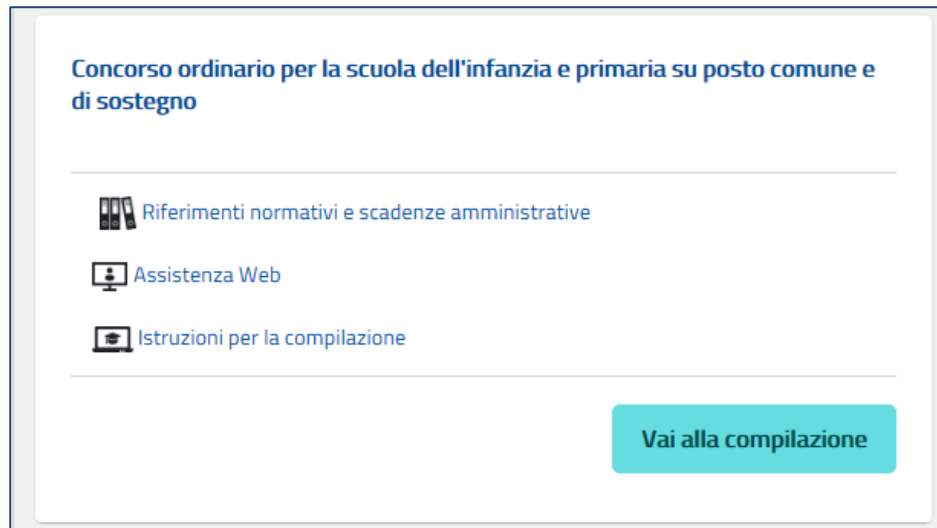 Concorso ordinario per la scuola dell'infanzia e primaria su posto comune e
di sostegno
Riferimenti normativi e scadenze amministrative
Assistenza Web
Istruzioni per la compilazione
Vai alla compilazione